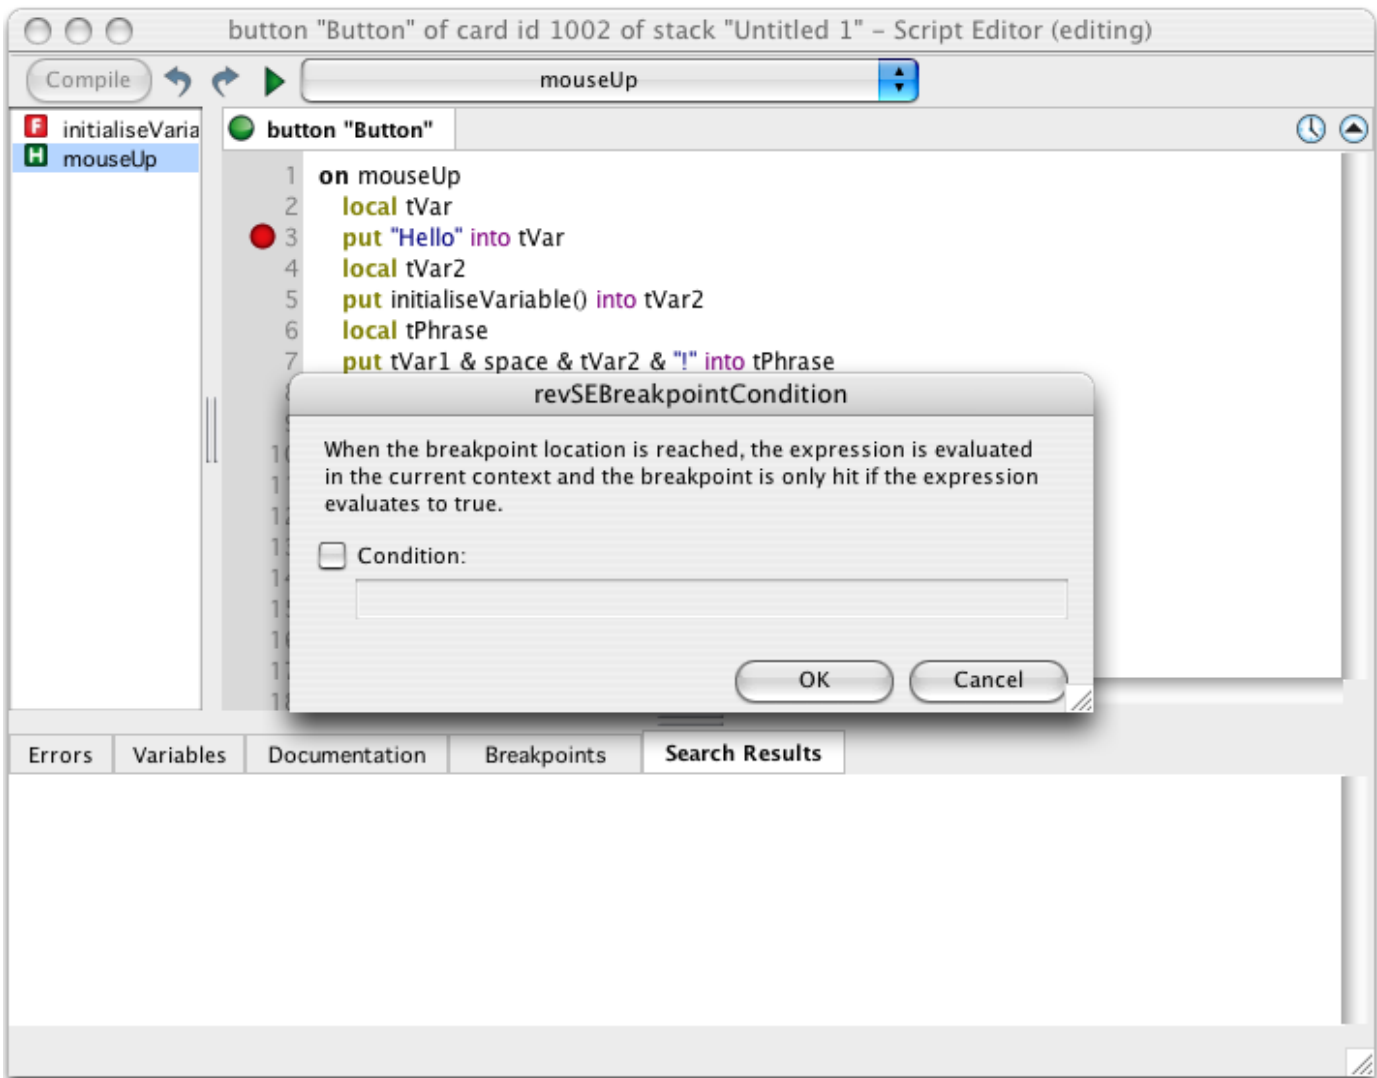 button "Button" of card id 1002 of stack "Untitled 1" – Script Editor (editing)
Compile
mouseUp
F initialiseVaria
H mouseUp
button "Button"
1 on mouseUp
2 local tVar
3 put "Hello" into tVar
4 local tVar2
5 put initialiseVariable() into tVar2
6 local tPhrase
7 put tVar1 & space & tVar2 & "!" into tPhrase
revSEBreakpointCondition
When the breakpoint location is reached, the expression is evaluated
in the current context and the breakpoint is only hit if the expression
evaluates to true.
Condition:
OK Cancel
Errors Variables Documentation Breakpoints Search Results